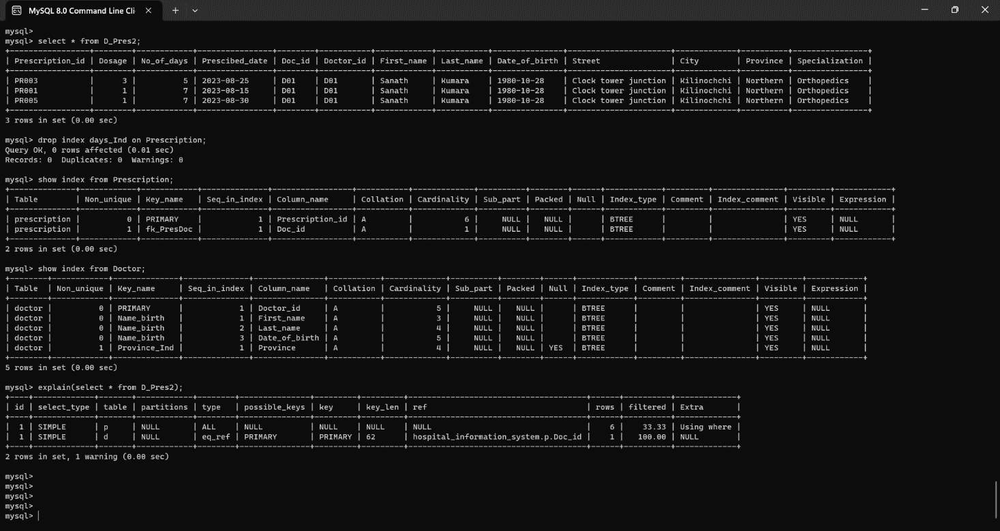 MySQL 8.0 Command Line Cli
mysql>
mysql> select * from D_Pres2;
+-----------------+--------+------------+----------------+--------+-----------+------------+-----------+---------------+----------------------+-------------+----------+----------------+
| Prescription_id | Dosage | No_of_days | Prescibed_date | Doc_id | Doctor_id | First_name | Last_name | Date_of_birth | Street               | City        | Province | Specialization |
| PR003           |      3 |          5 | 2023-08-25     | D01    | D01       | Sanath     | Kumara    | 1980-10-28    | Clock tower junction | Kilinochchi | Northern | Orthopedics    |
| PR001           |      1 |          7 | 2023-08-15     | D01    | D01       | Sanath     | Kumara    | 1980-10-28    | Clock tower junction | Kilinochchi | Northern | Orthopedics    |
| PR005           |      1 |          7 | 2023-08-30     | D01    | D01       | Sanath     | Kumara    | 1980-10-28    | Clock tower junction | Kilinochchi | Northern | Orthopedics    |
3 rows in set (0.00 sec)
mysql> drop index days_Ind on Prescription;
Query OK, 0 rows affected (0.01 sec)
Records: 0  Duplicates: 0  Warnings: 0
mysql> show index from Prescription;
| Table        | Non_unique | Key_name   | Seq_in_index | Column_name     | Collation | Cardinality | Sub_part | Packed | Null | Index_type | Comment | Index_comment | Visible | Expression |
| prescription |          0 | PRIMARY    |            1 | Prescription_id | A         |           6 |     NULL |   NULL |      | BTREE      |         |               | YES     | NULL       |
| prescription |          1 | fk_PresDoc |            1 | Doc_id          | A         |           1 |     NULL |   NULL |      | BTREE      |         |               | YES     | NULL       |
2 rows in set (0.00 sec)
mysql> show index from Doctor;
| Table  | Non_unique | Key_name     | Seq_in_index | Column_name   | Collation | Cardinality | Sub_part | Packed | Null | Index_type | Comment | Index_comment | Visible | Expression |
| doctor |          0 | PRIMARY      |            1 | Doctor_id     | A         |           5 |     NULL |   NULL |      | BTREE      |         |               | YES     | NULL       |
| doctor |          0 | Name_birth   |            1 | First_name    | A         |           3 |     NULL |   NULL |      | BTREE      |         |               | YES     | NULL       |
| doctor |          0 | Name_birth   |            2 | Last_name     | A         |           4 |     NULL |   NULL |      | BTREE      |         |               | YES     | NULL       |
| doctor |          0 | Name_birth   |            3 | Date_of_birth | A         |           5 |     NULL |   NULL |      | BTREE      |         |               | YES     | NULL       |
| doctor |          1 | Province_Ind |            1 | Province      | A         |           4 |     NULL |   NULL | YES  | BTREE      |         |               | YES     | NULL       |
5 rows in set (0.00 sec)
mysql> explain(select * from D_Pres2);
| id | select_type | table | partitions | type   | possible_keys | key     | key_len | ref                                  | rows | filtered | Extra       |
|  1 | SIMPLE      | p     | NULL       | ALL    | NULL          | NULL    | NULL    | NULL                                 |    6 |    33.33 | Using where |
|  1 | SIMPLE      | d     | NULL       | eq_ref | PRIMARY       | PRIMARY | 62      | hospital_information_system.p.Doc_id |    1 |   100.00 | NULL        |
2 rows in set, 1 warning (0.00 sec)
mysql>
mysql>
mysql>
mysql>
mysql>